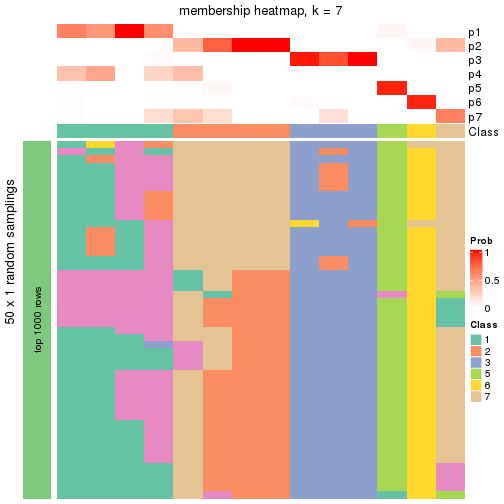 membership heatmap, k = 7
p1
p2
p3
p4
p5
p6
p7
Class
50 x 1 random samplings
top 1000 rows
Prob
1
0.5
0
Class
1
2
3
5
6
7